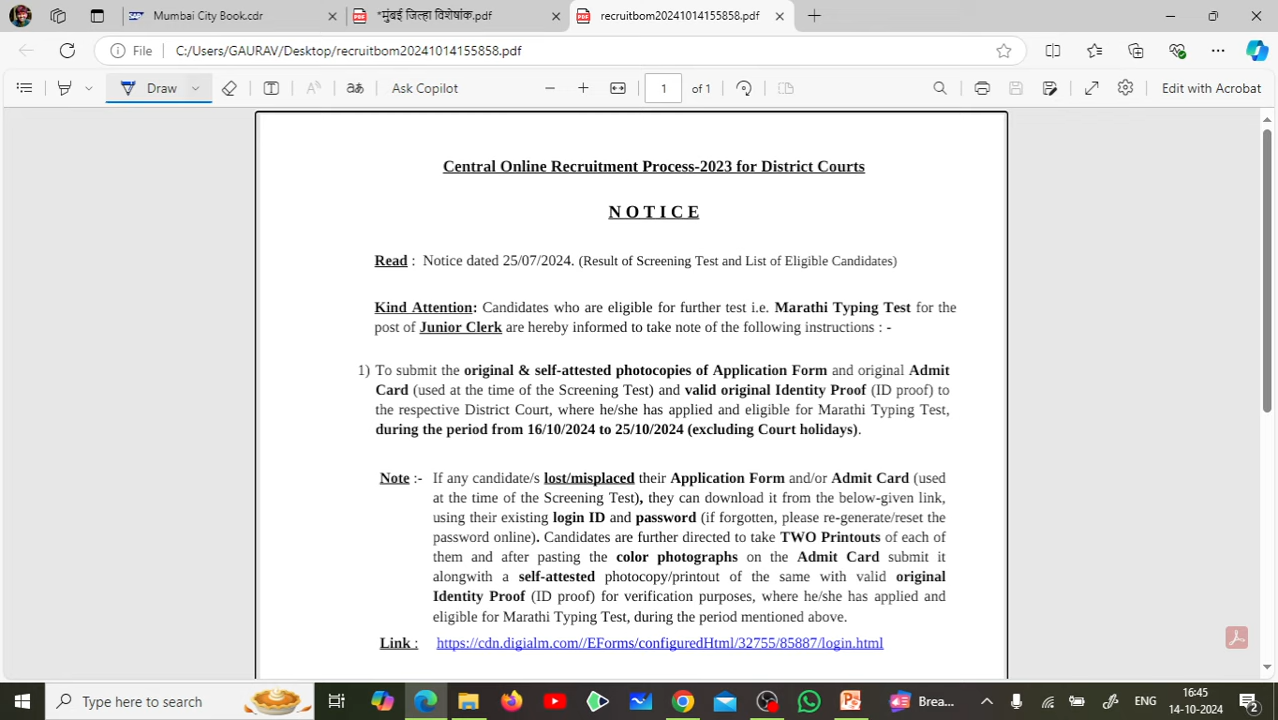 Mumbai City Book.cdr
*मुंबई जिल्हा विशेषांक.pdf
recruitbom20241014155858.pdf
File
C:/Users/GAURAV/Desktop/recruitbom20241014155858.pdf
Draw
Ask Copilot
1 of 1
Edit with Acrobat
Central Online Recruitment Process-2023 for District Courts
N O T I C E
Read : Notice dated 25/07/2024. (Result of Screening Test and List of Eligible Candidates)
Kind Attention: Candidates who are eligible for further test i.e. Marathi Typing Test for the
post of Junior Clerk are hereby informed to take note of the following instructions : -
1) To submit the original & self-attested photocopies of Application Form and original Admit
Card (used at the time of the Screening Test) and valid original Identity Proof (ID proof) to
the respective District Court, where he/she has applied and eligible for Marathi Typing Test,
during the period from 16/10/2024 to 25/10/2024 (excluding Court holidays).
Note :- If any candidate/s lost/misplaced their Application Form and/or Admit Card (used
at the time of the Screening Test), they can download it from the below-given link,
using their existing login ID and password (if forgotten, please re-generate/reset the
password online). Candidates are further directed to take TWO Printouts of each of
them and after pasting the color photographs on the Admit Card submit it
alongwith a self-attested photocopy/printout of the same with valid original
Identity Proof (ID proof) for verification purposes, where he/she has applied and
eligible for Marathi Typing Test, during the period mentioned above.
Link : https://cdn.digialm.com//EForms/configuredHtml/32755/85887/login.html
Type here to search
Brea...
ENG
16:45
14-10-2024
2